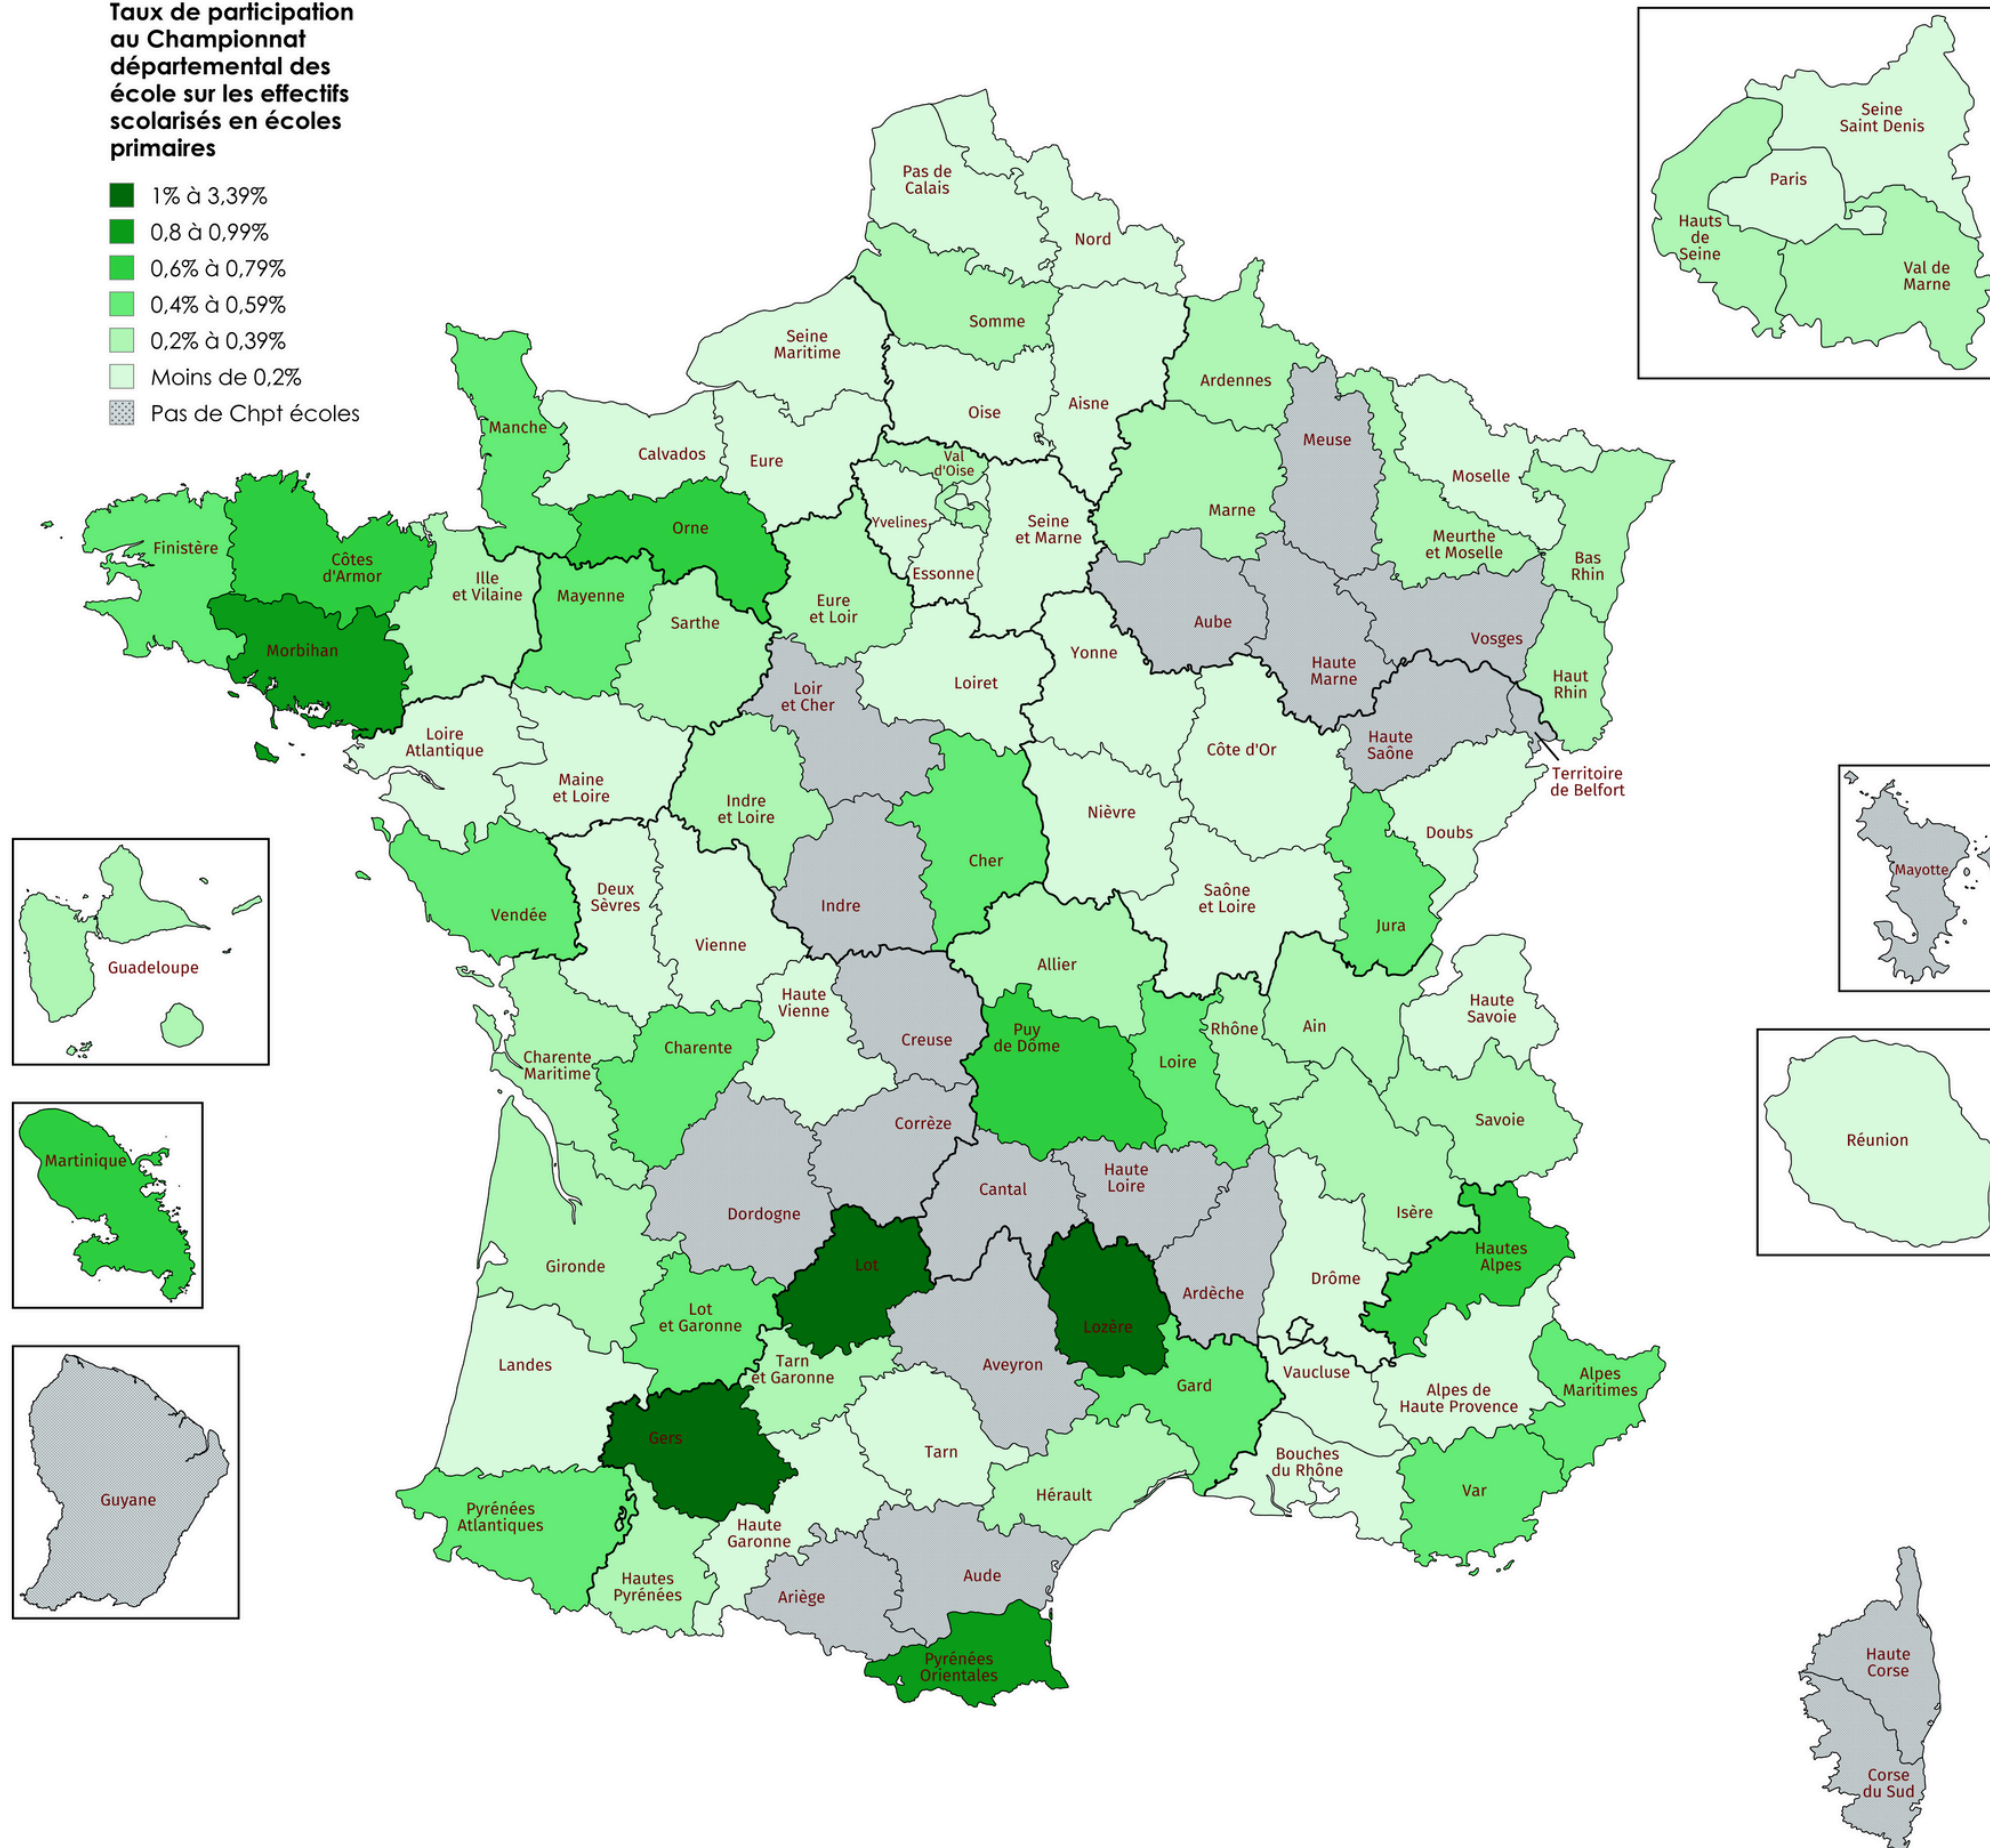 Taux de participation
au Championnat
départemental des
école sur les effectifs
scolarisés en écoles
primaires
1% à 3,39%
0,8 à 0,99%
0,6% à 0,79%
0,4% à 0,59%
0,2% à 0,39%
Moins de 0,2%
Pas de Chpt écoles
Seine
Saint Denis
Paris
Hauts
de
Seine
Val de
Marne
Pas de
Calais
Nord
Somme
Seine
Maritime
Oise
Aisne
Ardennes
Meuse
Manche
Calvados
Eure
Val
d'Oise
Moselle
Marne
Yvelines
Seine
et Marne
Orne
Meurthe
et Moselle
Bas
Rhin
Finistère
Côtes
d'Armor
Ille
et Vilaine
Essonne
Mayenne
Sarthe
Eure
et Loir
Aube
Vosges
Morbihan
Yonne
Haute
Marne
Haut
Rhin
Loir
et Cher
Loiret
Loire
Atlantique
Côte d'Or
Haute
Saône
Territoire
de Belfort
Maine
et Loire
Indre
et Loire
Nièvre
Doubs
Cher
Mayotte
Vendée
Deux
Sèvres
Indre
Saône
et Loire
Jura
Vienne
Allier
Guadeloupe
Haute
Vienne
Haute
Savoie
Charente
Maritime
Charente
Creuse
Puy
de Dôme
Loire
Rhône
Ain
Corrèze
Savoie
Réunion
Martinique
Dordogne
Cantal
Haute
Loire
Isère
Gironde
Lot
Hautes
Alpes
Lot
et Garonne
Lozère
Ardèche
Drôme
Landes
Tarn
et Garonne
Aveyron
Gard
Vaucluse
Alpes de
Haute Provence
Alpes
Maritimes
Gers
Tarn
Bouches
du Rhône
Guyane
Pyrénées
Atlantiques
Hérault
Var
Haute
Garonne
Hautes
Pyrénées
Ariège
Aude
Pyrénées
Orientales
Haute
Corse
Corse
du Sud